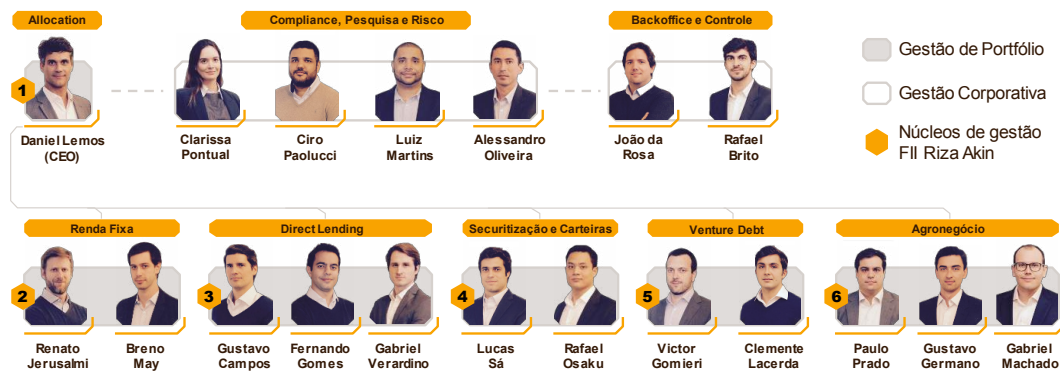 Allocation
Compliance, Pesquisa e Risco
Backoffice e Controle
1
Daniel Lemos
(CEO)
Clarissa
Pontual
Ciro
Paolucci
Luiz
Martins
Alessandro
Oliveira
João da
Rosa
Rafael
Brito
Gestão de Portfólio
Gestão Corporativa
Núcleos de gestão
FII Riza Akin
Renda Fixa
Direct Lending
Securitização e Carteiras
Venture Debt
Agronegócio
2
Renato
Jerusalmi
Breno
May
3
Gustavo
Campos
Fernando
Gomes
Gabriel
Verardino
4
Lucas
Sá
Rafael
Osaku
5
Victor
Gomieri
Clemente
Lacerda
6
Paulo
Prado
Gustavo
Germano
Gabriel
Machado